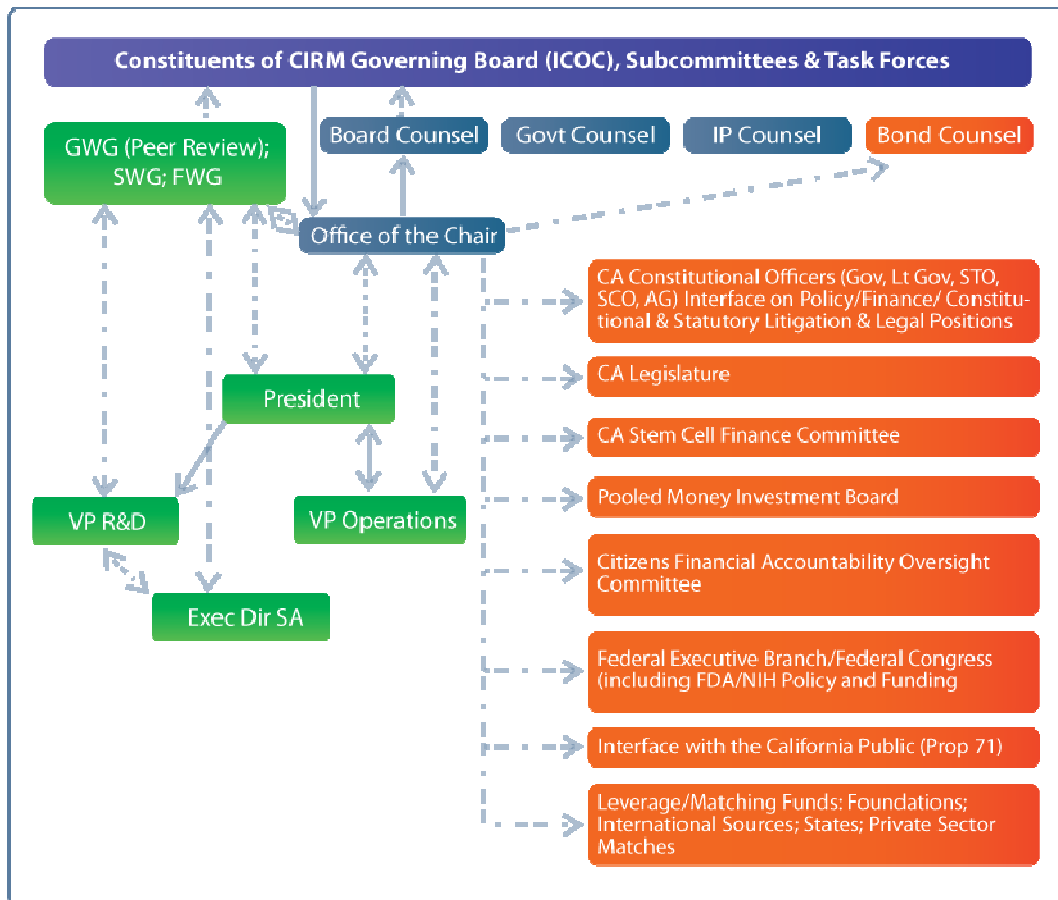 Constituents of CIRM Governing Board (ICOC), Subcommittees & Task Forces
GWG (Peer Review);
SWG; FWG
Board Counsel
Govt Counsel
IP Counsel
Bond Counsel
Office of the Chair
CA Constitutional Officers (Gov, Lt Gov, STO,
SCO, AG) Interface on Policy/Finance/ Constitu-
tional & Statutory Litigation & Legal Positions
CA Legislature
President
CA Stem Cell Finance Committee
Pooled Money Investment Board
VP R&D
VP Operations
Citizens Financial Accountability Oversight
Committee
Exec Dir SA
Federal Executive Branch/Federal Congress
(including FDA/NIH Policy and Funding
Interface with the California Public (Prop 71)
Leverage/Matching Funds: Foundations;
International Sources; States; Private Sector
Matches